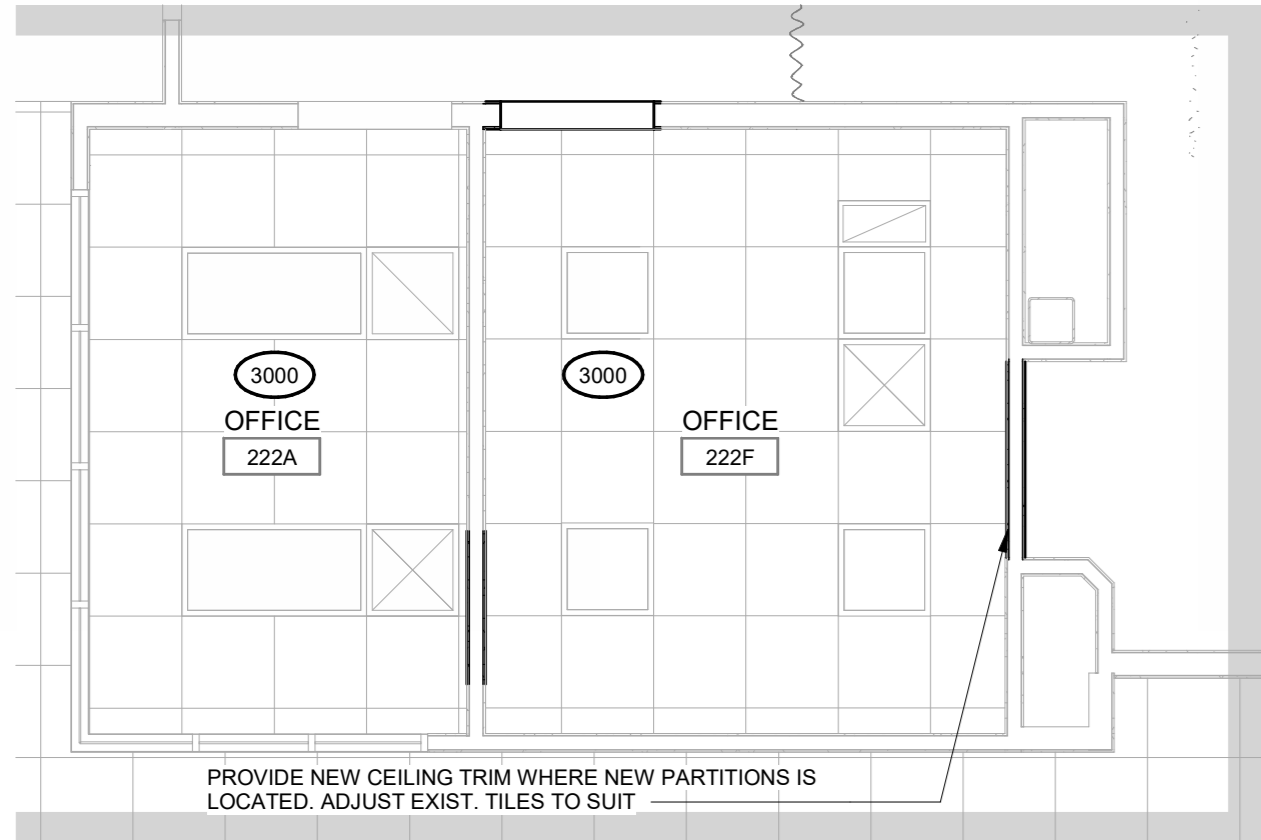 3000
OFFICE
222A
3000
OFFICE
222F
PROVIDE NEW CEILING TRIM WHERE NEW PARTITIONS IS
LOCATED. ADJUST EXIST. TILES TO SUIT